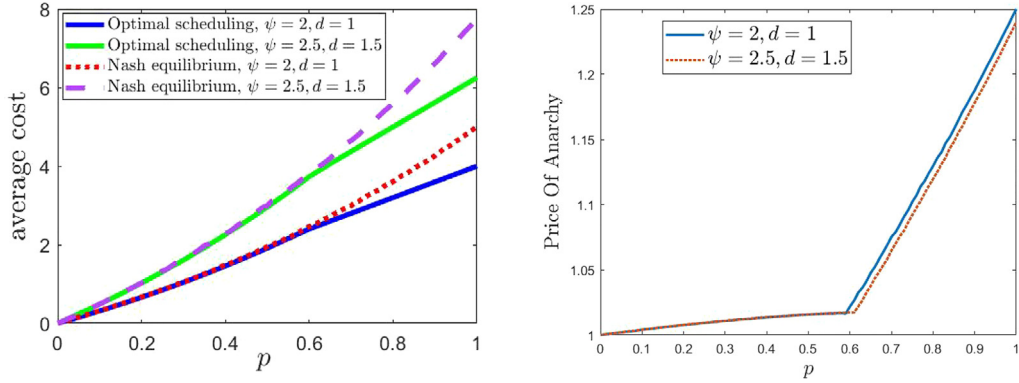 Optimal scheduling, ψ = 2, d = 1
Optimal scheduling, ψ = 2.5, d = 1.5
Nash equilibrium, ψ = 2, d = 1
Nash equilibrium, ψ = 2.5, d = 1.5
average cost
8
6
4
2
0
0 0.2 0.4 0.6 0.8 1
p
ψ = 2, d = 1
ψ = 2.5, d = 1.5
Price Of Anarchy
1.25
1.2
1.15
1.1
1.05
1
0 0.1 0.2 0.3 0.4 0.5 0.6 0.7 0.8 0.9 1
p